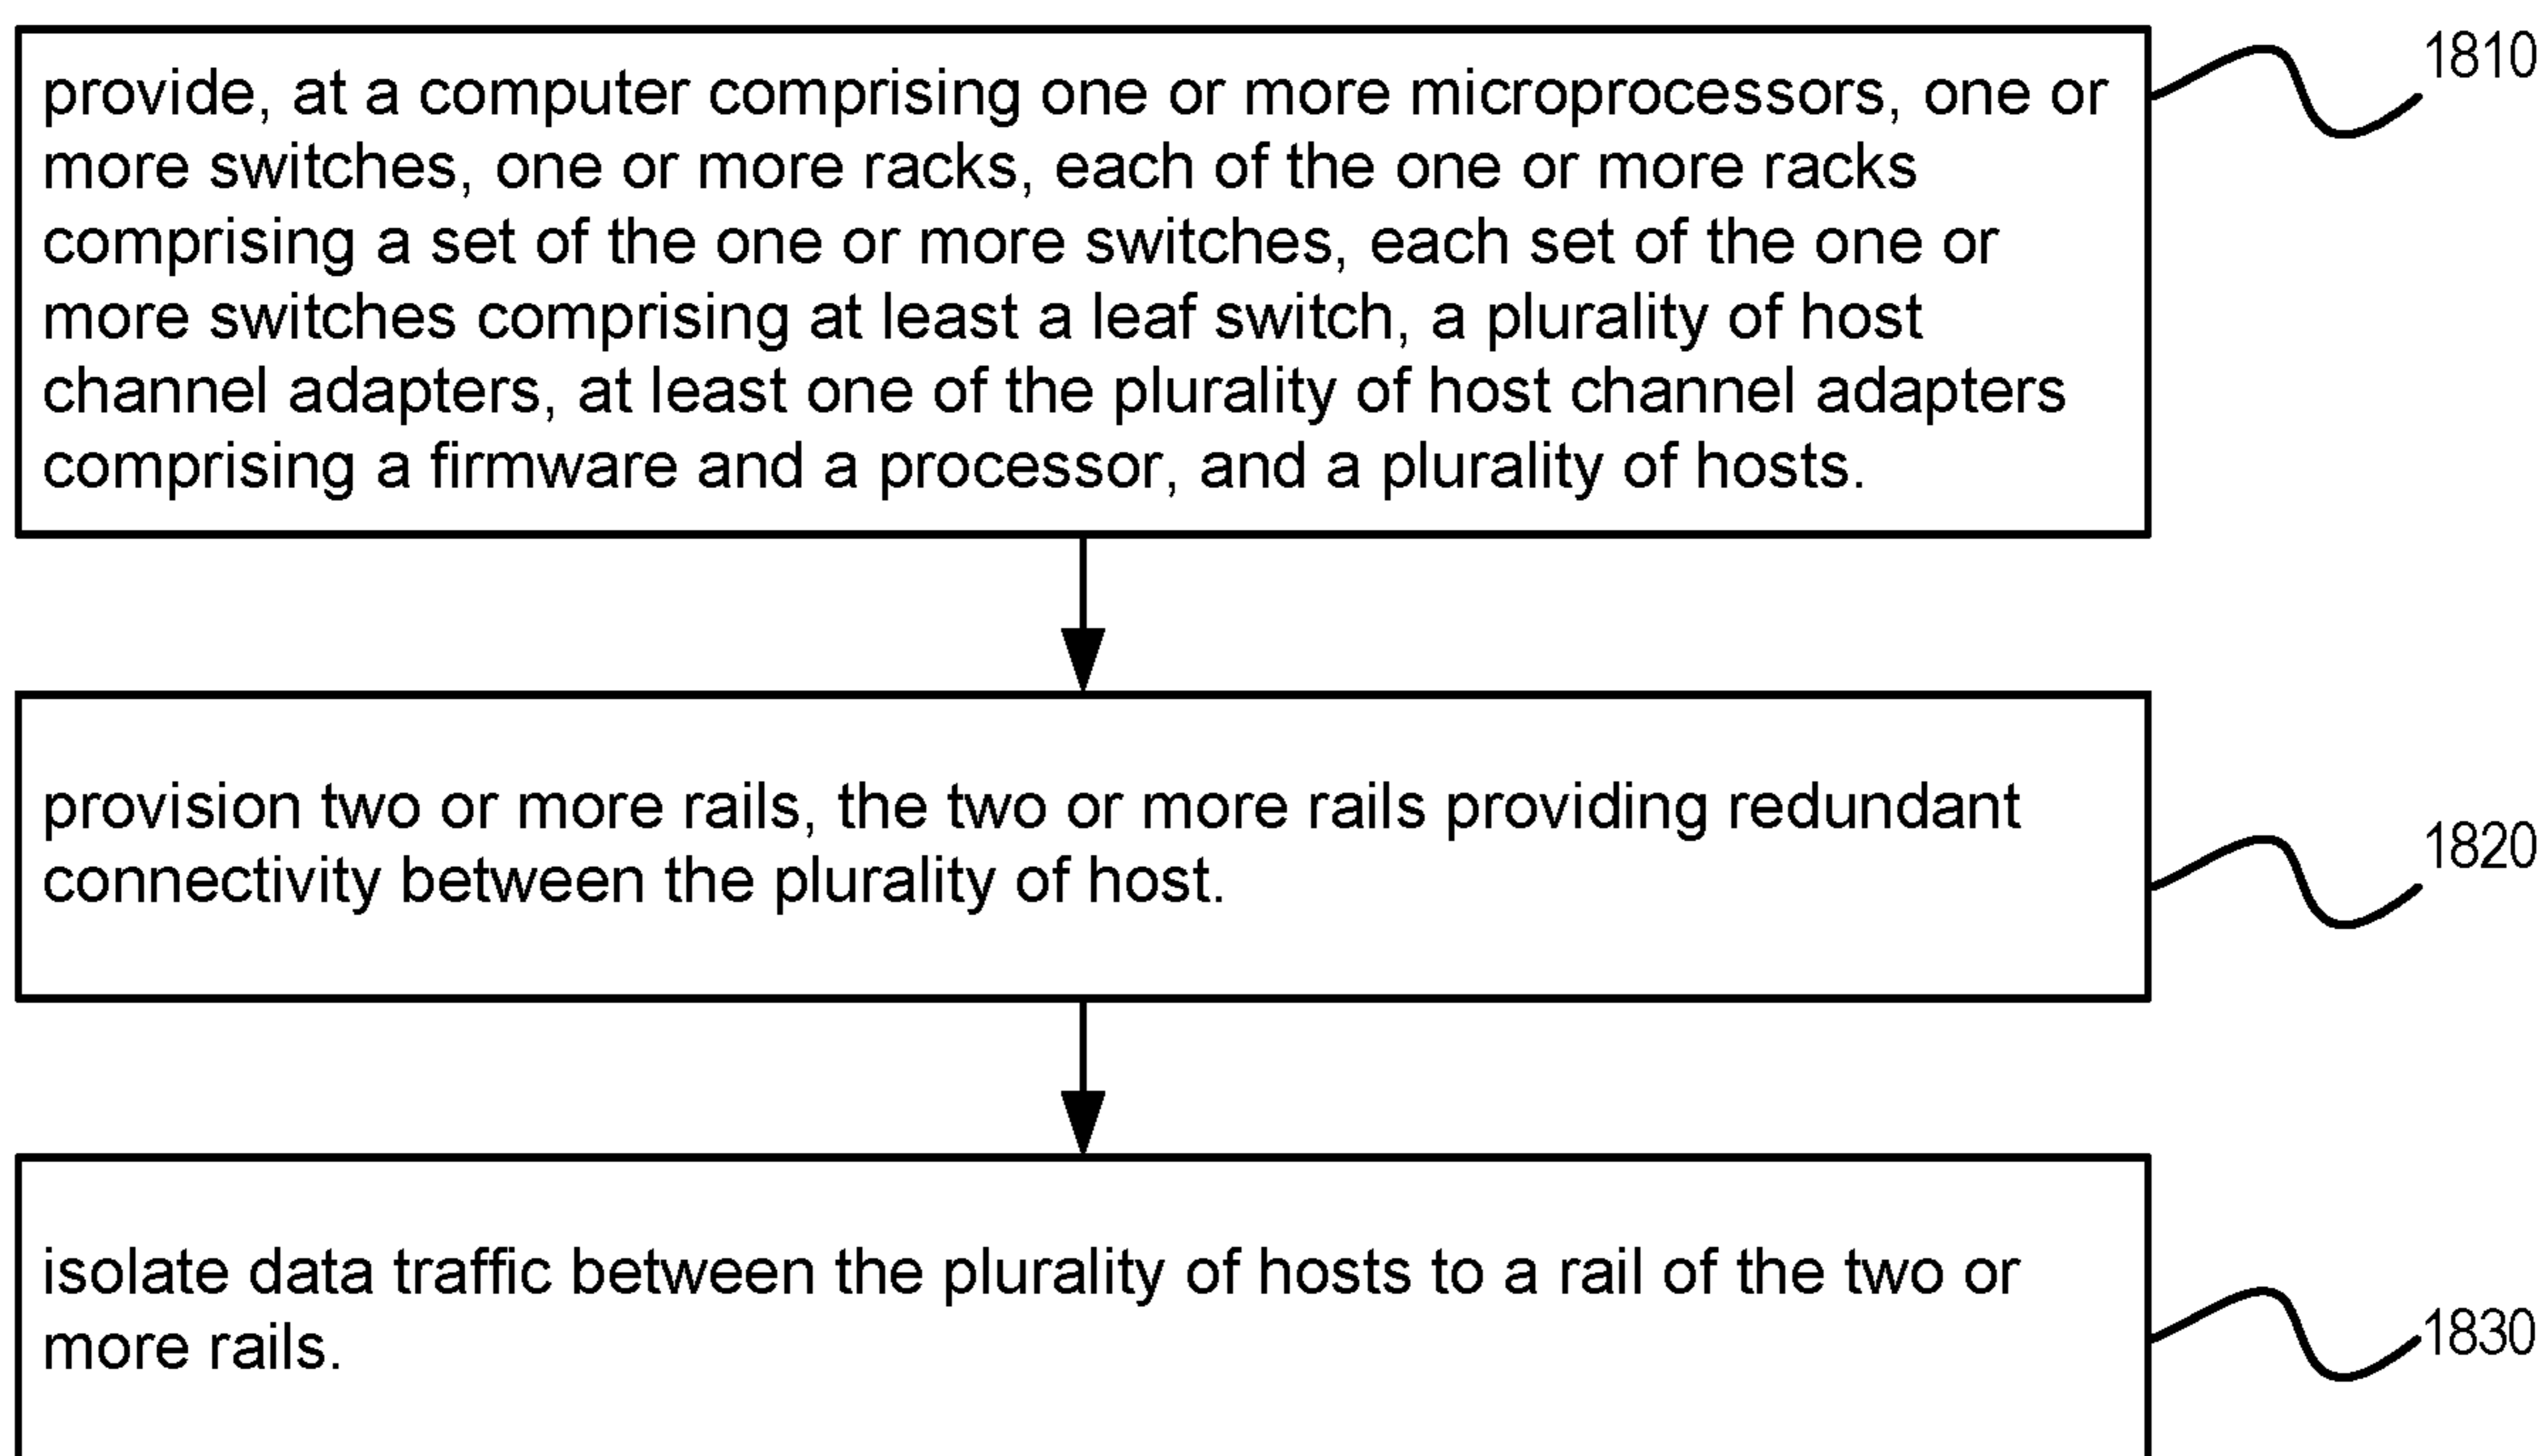 provide, at a computer comprising one or more microprocessors, one or
more switches, one or more racks, each of the one or more racks
comprising a set of the one or more switches, each set of the one or
more switches comprising at least a leaf switch, a plurality of host
channel adapters, at least one of the plurality of host channel adapters
comprising a firmware and a processor, and a plurality of hosts.
1810
provision two or more rails, the two or more rails providing redundant
connectivity between the plurality of host.
1820
isolate data traffic between the plurality of hosts to a rail of the two or
more rails.
1830